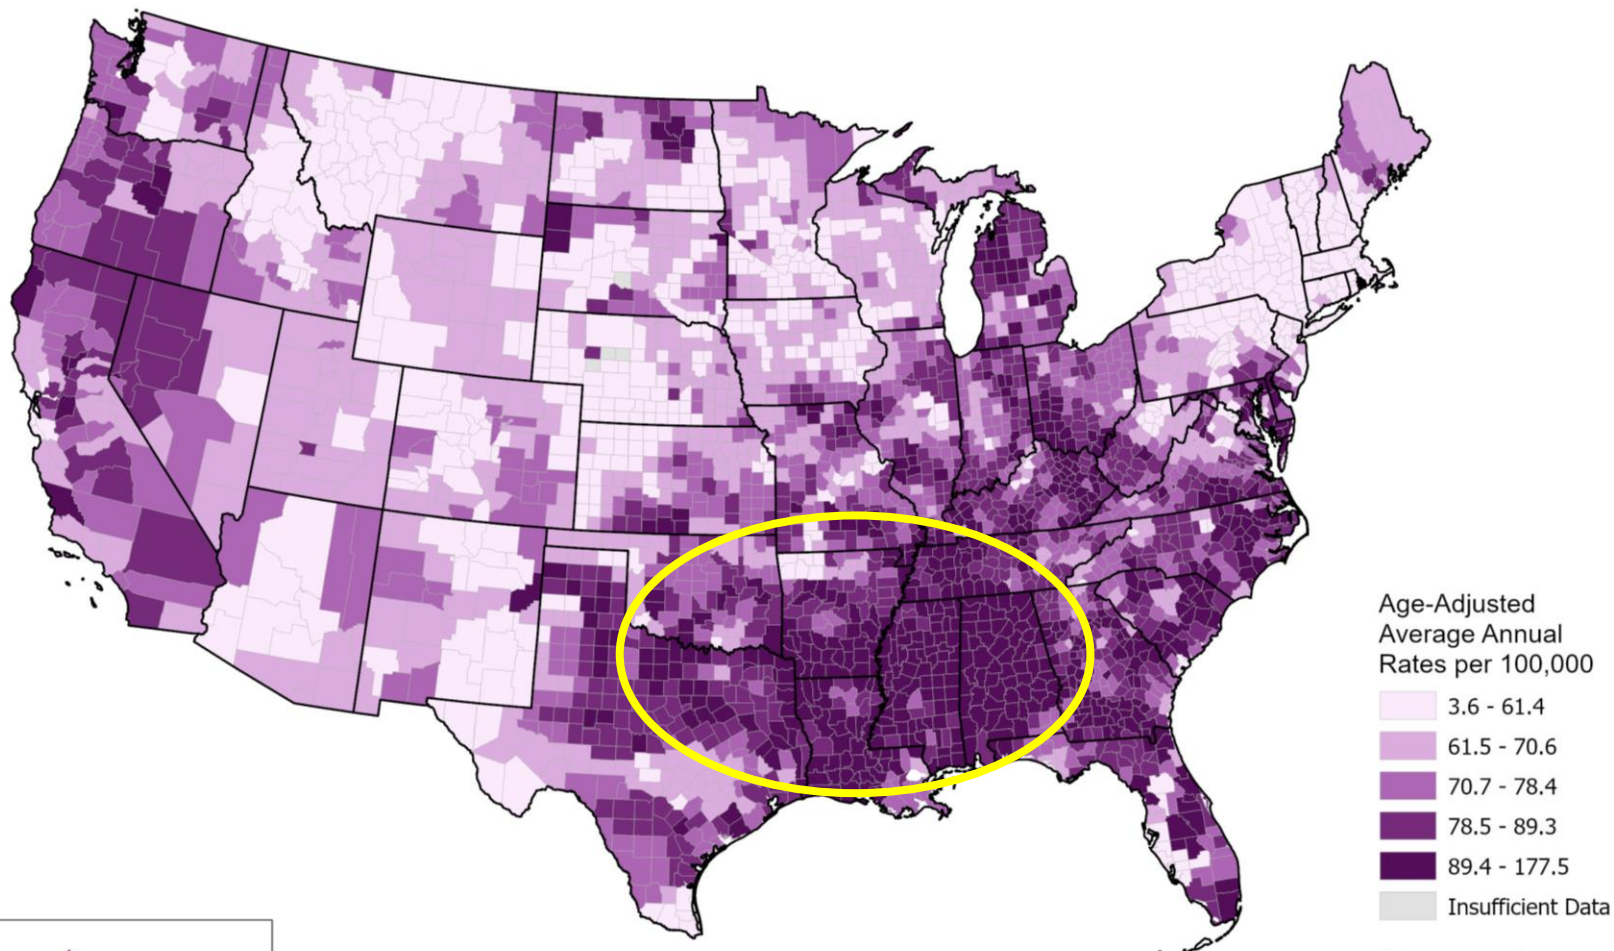 Age-Adjusted
Average Annual
Rates per 100,000
3.6 - 61.4
61.5 - 70.6
70.7 - 78.4
78.5 - 89.3
89.4 - 177.5
Insufficient Data